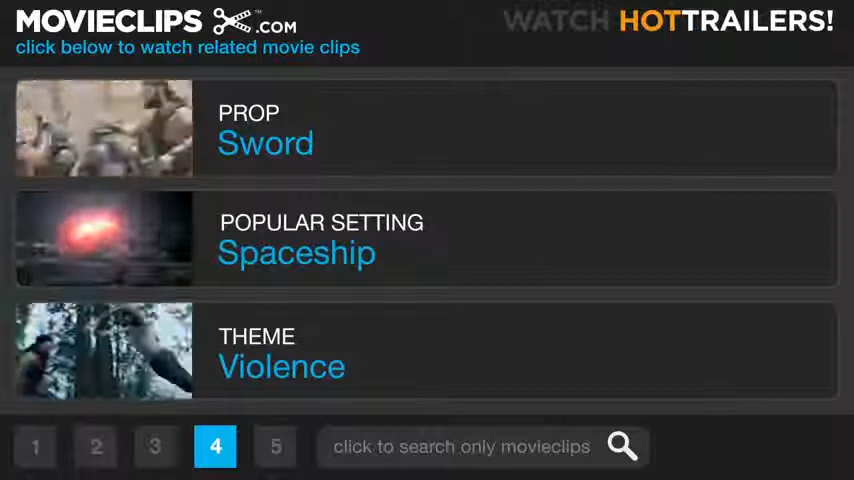 MOVIECLIPS.COM
WATCH HOTTRAILERS!
click below to watch related movie clips
PROP
Sword
POPULAR SETTING
Spaceship
THEME
Violence
1 2 3 4 5 click to search only movieclips